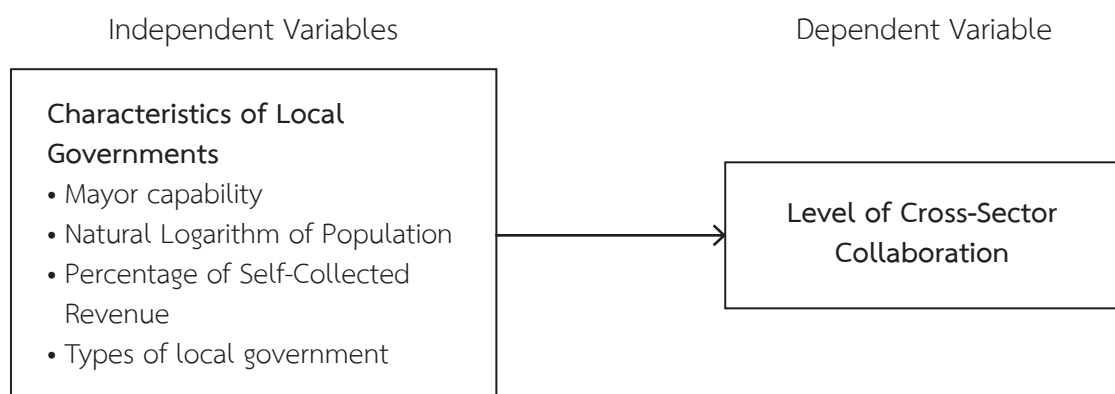 Independent Variables
Dependent Variable
Characteristics of Local
Governments
• Mayor capability
• Natural Logarithm of Population
• Percentage of Self-Collected
Revenue
• Types of local government
Level of Cross-Sector
Collaboration